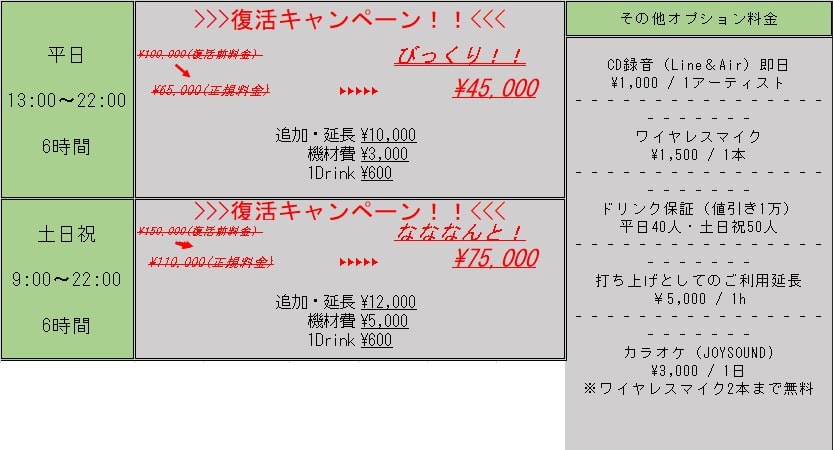 平日
13:00～22:00
6時間
>>>復活キャンペーン！！<<<
¥100,000(復活前料金)
びっくり！！
¥65,000(正規料金)
¥45,000
追加・延長 ¥10,000
機材費 ¥3,000
1Drink ¥600
土日祝
9:00～22:00
6時間
>>>復活キャンペーン！！<<<
¥150,000(復活前料金)
なななんと！
¥110,000(正規料金)
¥75,000
追加・延長 ¥12,000
機材費 ¥5,000
1Drink ¥600
その他オプション料金
CD録音（Line＆Air）即日
¥1,000 / 1アーティスト
ワイヤレスマイク
¥1,500 / 1本
ドリンク保証（値引き1万）
平日40人・土日祝50人
打ち上げとしてのご利用延長
￥5,000 / 1h
カラオケ（JOYSOUND）
¥3,000 / 1日
※ワイヤレスマイク2本まで無料